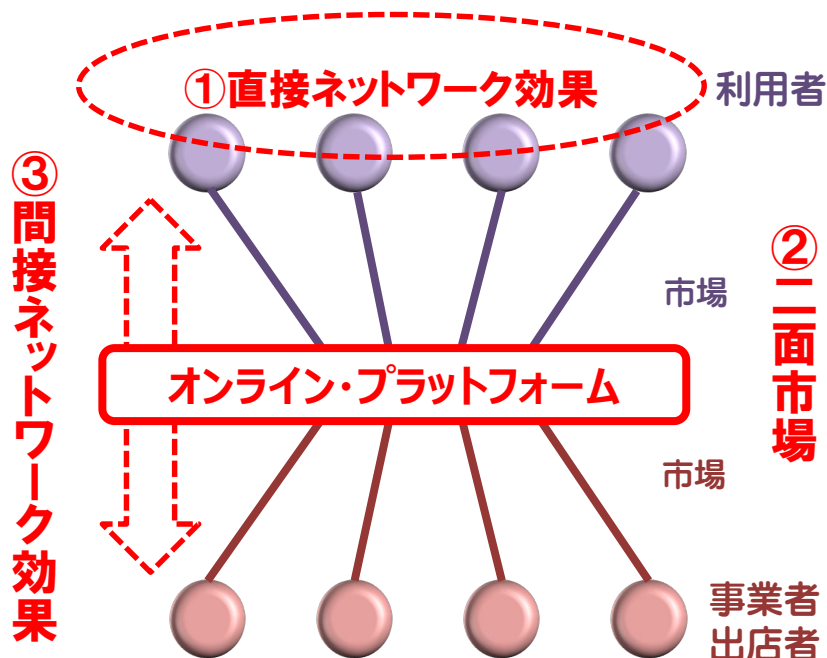 ①直接ネットワーク効果
利用者
③間接ネットワーク効果
②二面市場
市場
オンライン・プラットフォーム
市場
事業者
出店者